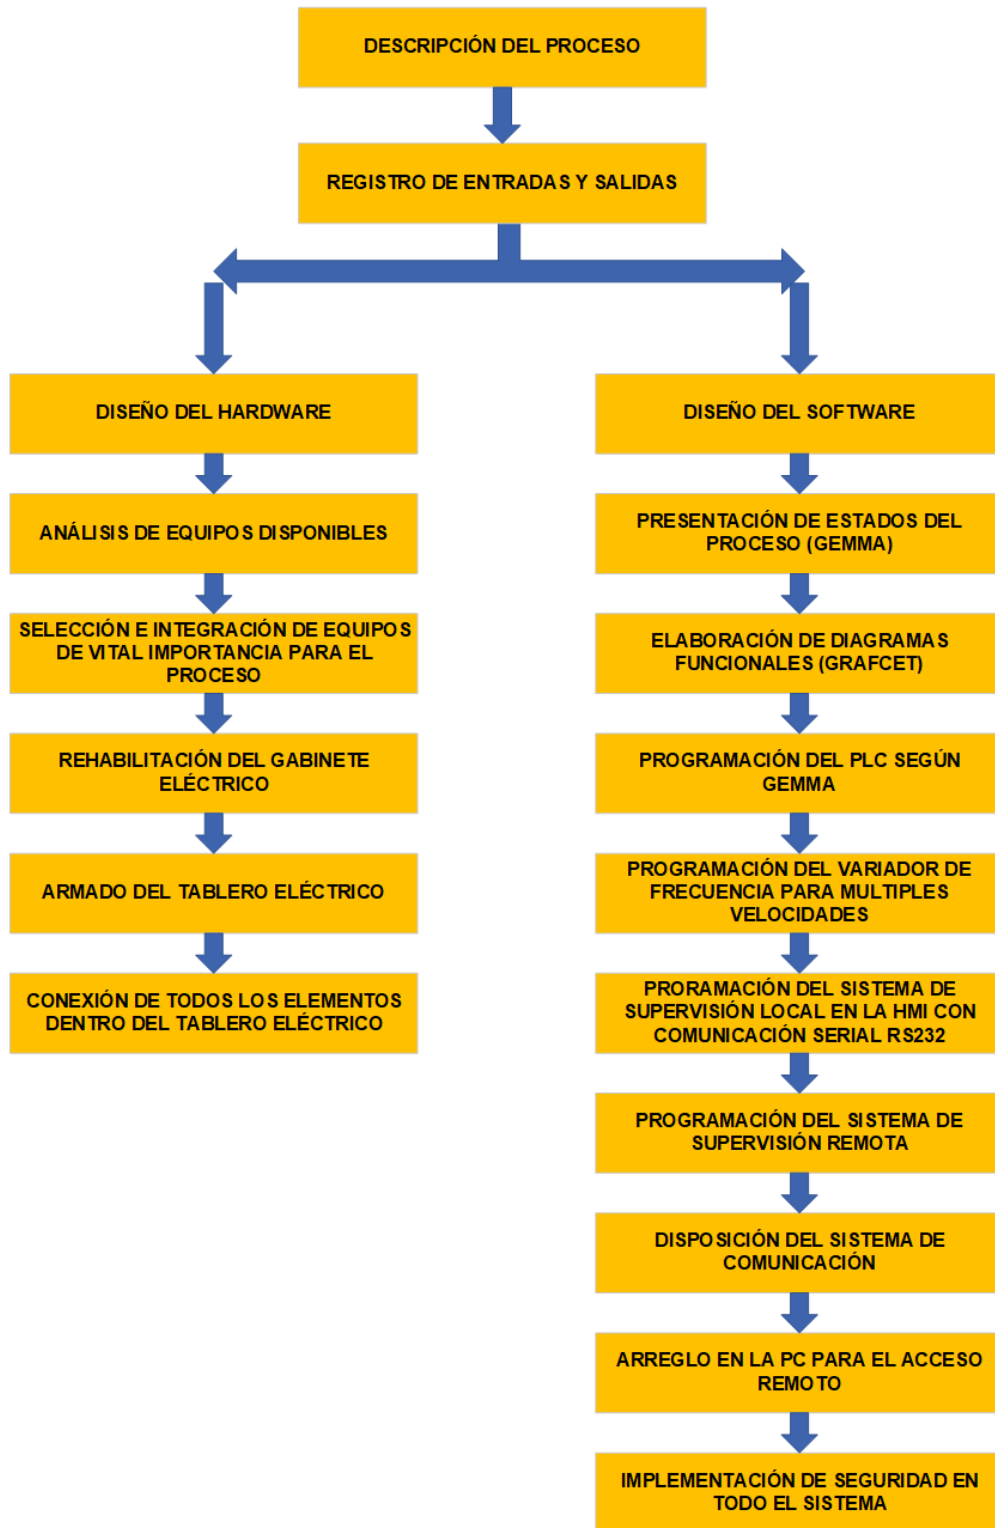 DESCRIPCIÓN DEL PROCESO
REGISTRO DE ENTRADAS Y SALIDAS
DISEÑO DEL HARDWARE
ANÁLISIS DE EQUIPOS DISPONIBLES
SELECCIÓN E INTEGRACIÓN DE EQUIPOS
DE VITAL IMPORTANCIA PARA EL
PROCESO
REHABILITACIÓN DEL GABINETE
ELÉCTRICO
ARMADO DEL TABLERO ELÉCTRICO
CONEXIÓN DE TODOS LOS ELEMENTOS
DENTRO DEL TABLERO ELÉCTRICO
DISEÑO DEL SOFTWARE
PRESENTACIÓN DE ESTADOS DEL
PROCESO (GEMMA)
ELABORACIÓN DE DIAGRAMAS
FUNCIONALES (GRAFCET)
PROGRAMACIÓN DEL PLC SEGÚN
GEMMA
PROGRAMACIÓN DEL VARIADOR DE
FRECUENCIA PARA MULTIPLES
VELOCIDADES
PRORAMACIÓN DEL SISTEMA DE
SUPERVISIÓN LOCAL EN LA HMI CON
COMUNICACIÓN SERIAL RS232
PROGRAMACIÓN DEL SISTEMA DE
SUPERVISIÓN REMOTA
DISPOSICIÓN DEL SISTEMA DE
COMUNICACIÓN
ARREGLO EN LA PC PARA EL ACCESO
REMOTO
IMPLEMENTACIÓN DE SEGURIDAD EN
TODO EL SISTEMA